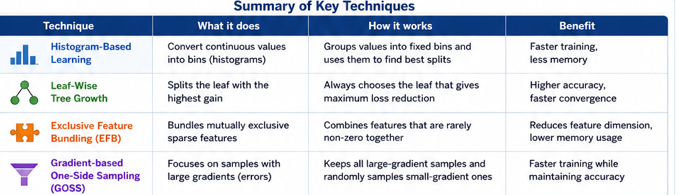 Summary of Key Techniques
Technique What it does How it works Benefit
Histogram-Based Learning Convert continuous values into bins (histograms) Groups values into fixed bins and uses them to find best splits Faster training, less memory
Leaf-Wise Tree Growth Splits the leaf with the highest gain Always chooses the leaf that gives maximum loss reduction Higher accuracy, faster convergence
Exclusive Feature Bundling (EFB) Bundles mutually exclusive sparse features Combines features that are rarely non-zero together Reduces feature dimension, lower memory usage
Gradient-based One-Side Sampling (GOSS) Focuses on samples with large gradients (errors) Keeps all large-gradient samples and randomly samples small-gradient ones Faster training while maintaining accuracy